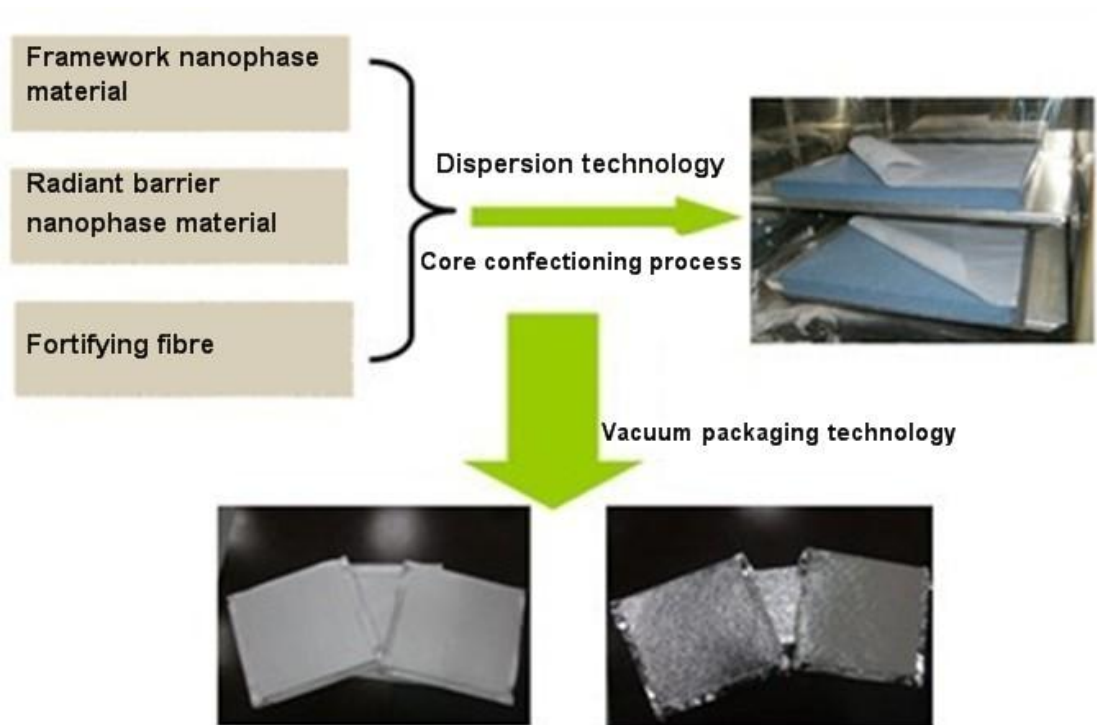 Framework nanophase
material
Radiant barrier
nanophase material
Fortifying fibre
Dispersion technology
Core confectioning process
Vacuum packaging technology